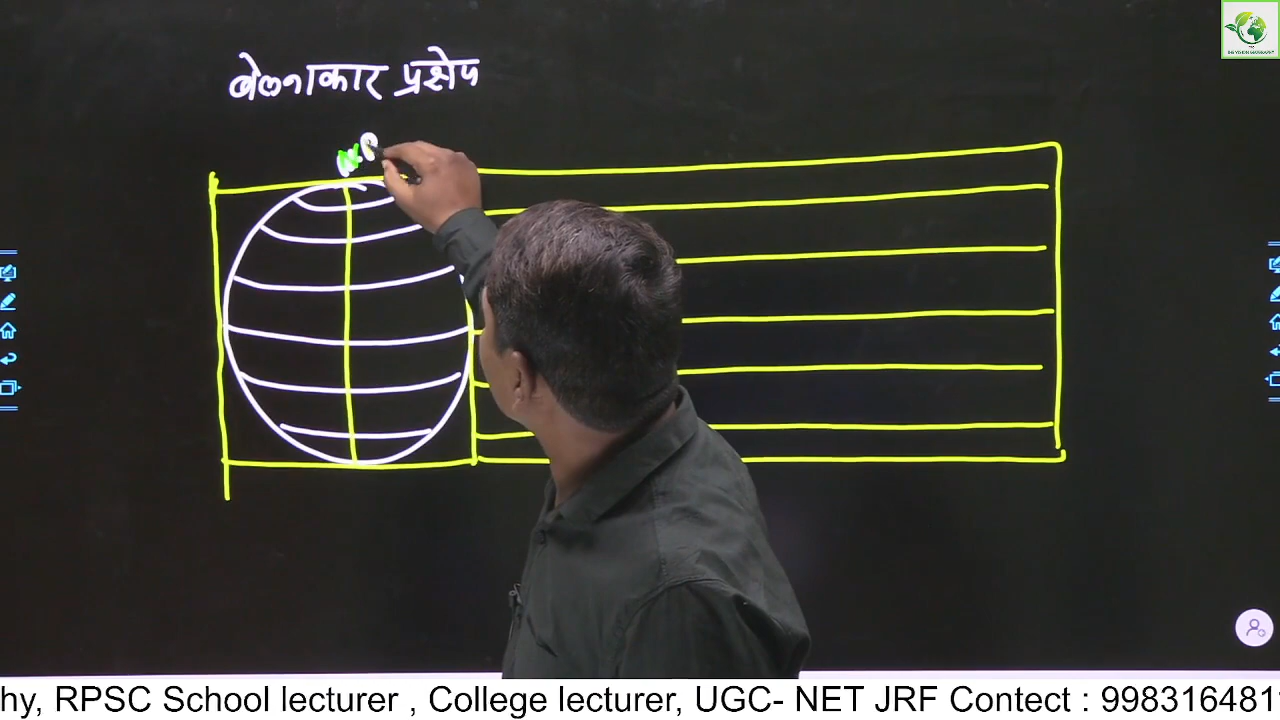 बेलनाकार प्रक्षेप
hy, RPSC School lecturer , College lecturer, UGC- NET JRF Contect : 998316481